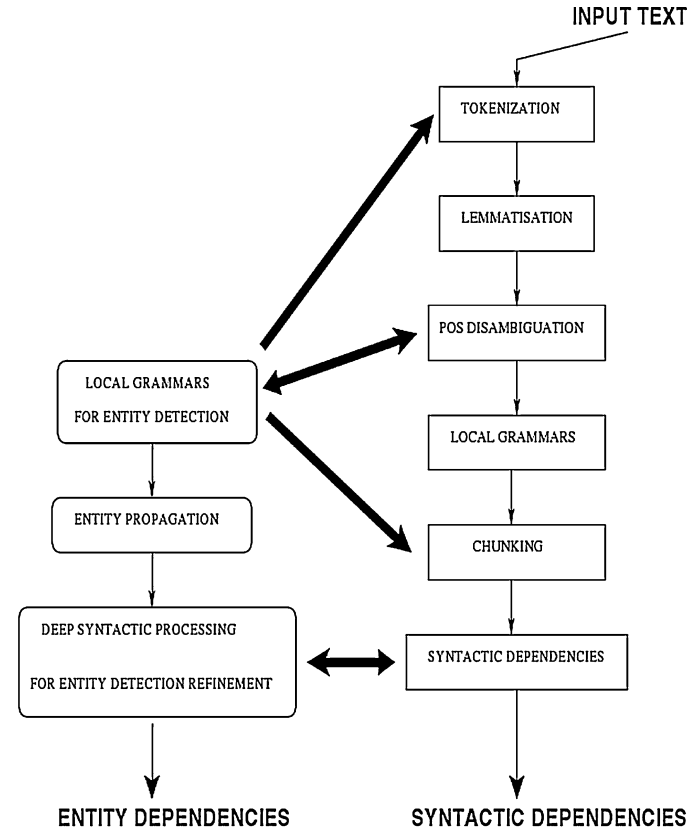 INPUT TEXT
TOKENIZATION
LEMMATISATION
POS DISAMBIGUATION
LOCAL GRAMMARS
FOR ENTITY DETECTION
LOCAL GRAMMARS
ENTITY PROPAGATION
CHUNKING
DEEP SYNTACTIC PROCESSING
FOR ENTITY DETECTION REFINEMENT
SYNTACTIC DEPENDENCIES
ENTITY DEPENDENCIES
SYNTACTIC DEPENDENCIES